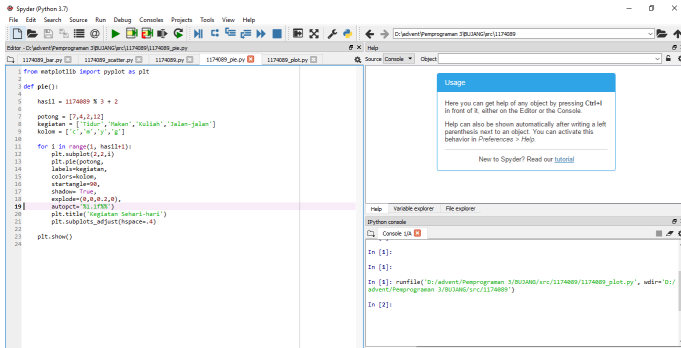 Spyder (Python 3.7)
File Edit Search Source Run Debug Consoles Projects Tools View Help
D:\advent\Pemprograman 3\BUJANG\src\1174089
Editor - D:\advent\Pemprograman 3\BUJANG\src\1174089\1174089_pie.py
1174089_bar.py
1174089_scatter.py
1174089.py
1174089_pie.py
1174089_plot.py
1 from matplotlib import pyplot as plt
2
3 def pie():
4
5 hasil = 1174089 % 3 + 2
6
7 potong = [7,4,2,12]
8 kegiatan = ['Tidur','Makan','Kuliah','Jalan-jalan']
9 kolom = ['c','m','y','g']
10
11 for i in range(1, hasil+1):
12 plt.subplot(2,2,i)
13 plt.pie(potong,
14 labels=kegiatan,
15 colors=kolom,
16 startangle=90,
17 shadow= True,
18 explode=(0,0,0.2,0),
19 autopct='%1.1f%%')
20 plt.title('Kegiatan Sehari-hari')
21 plt.subplots_adjust(hspace=.4)
22
23 plt.show()
24
Help
Source Console Object
Usage
Here you can get help of any object by pressing Ctrl+I
in front of it, either on the Editor or the Console.
Help can also be shown automatically after writing a left
parenthesis next to an object. You can activate this
behavior in Preferences > Help.
New to Spyder? Read our tutorial
Help Variable explorer File explorer
IPython console
Console 1/A
In [1]:
In [1]:
In [1]: runfile('D:/advent/Pemprograman 3/BUJANG/src/1174089/1174089_plot.py', wdir='D:/
advent/Pemprograman 3/BUJANG/src/1174089')
In [2]: